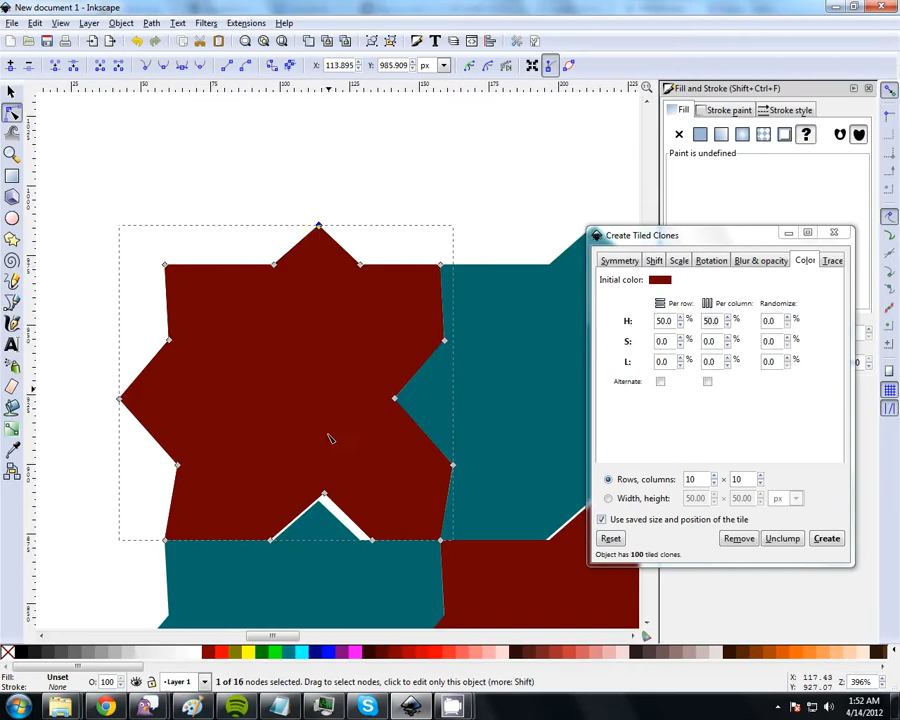 New document 1 - Inkscape
File Edit View Layer Object Path Text Filters Extensions Help
X: 113.895 Y: 985.909 px
50 100 150 175 225
Fill and Stroke (Shift+Ctrl+F)
Fill Stroke paint Stroke style
?
Paint is undefined
Create Tiled Clones
Symmetry Shift Scale Rotation Blur & opacity Color Trace
Initial color:
Per row: Per column: Randomize:
H: 50.0 % 50.0 % 0.0 %
S: 0.0 % 0.0 % 0.0 %
L: 0.0 % 0.0 % 0.0 %
Alternate:
Rows, columns: 10 × 10
Width, height: 50.00 × 50.00 px
Use saved size and position of the tile
Reset Remove Unclump Create
Object has 100 tiled clones.
Fill: Unset
Stroke: None
O: 100
-Layer 1
1 of 16 nodes selected. Drag to select nodes, click to edit only this object (more: Shift)
X: 117.43
Y: 927.07
Z: 396%
1:52 AM
4/14/2012